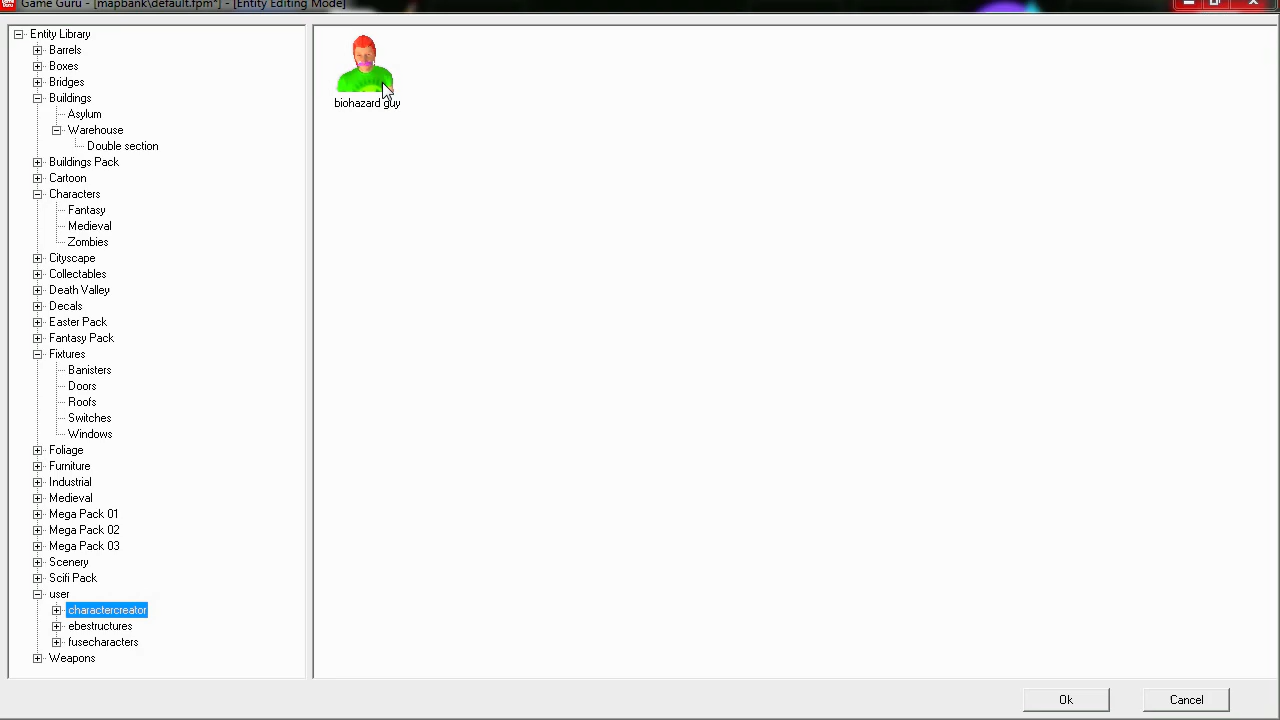 Game Guru - [mapbank\default.fpm*] - [Entity Editing Mode]
Entity Library
Barrels
Boxes
Bridges
Buildings
Asylum
Warehouse
Double section
Buildings Pack
Cartoon
Characters
Fantasy
Medieval
Zombies
Cityscape
Collectables
Death Valley
Decals
Easter Pack
Fantasy Pack
Fixtures
Banisters
Doors
Roofs
Switches
Windows
Foliage
Furniture
Industrial
Medieval
Mega Pack 01
Mega Pack 02
Mega Pack 03
Scenery
Scifi Pack
user
charactercreator
ebestructures
fusecharacters
Weapons
biohazard guy
Ok
Cancel